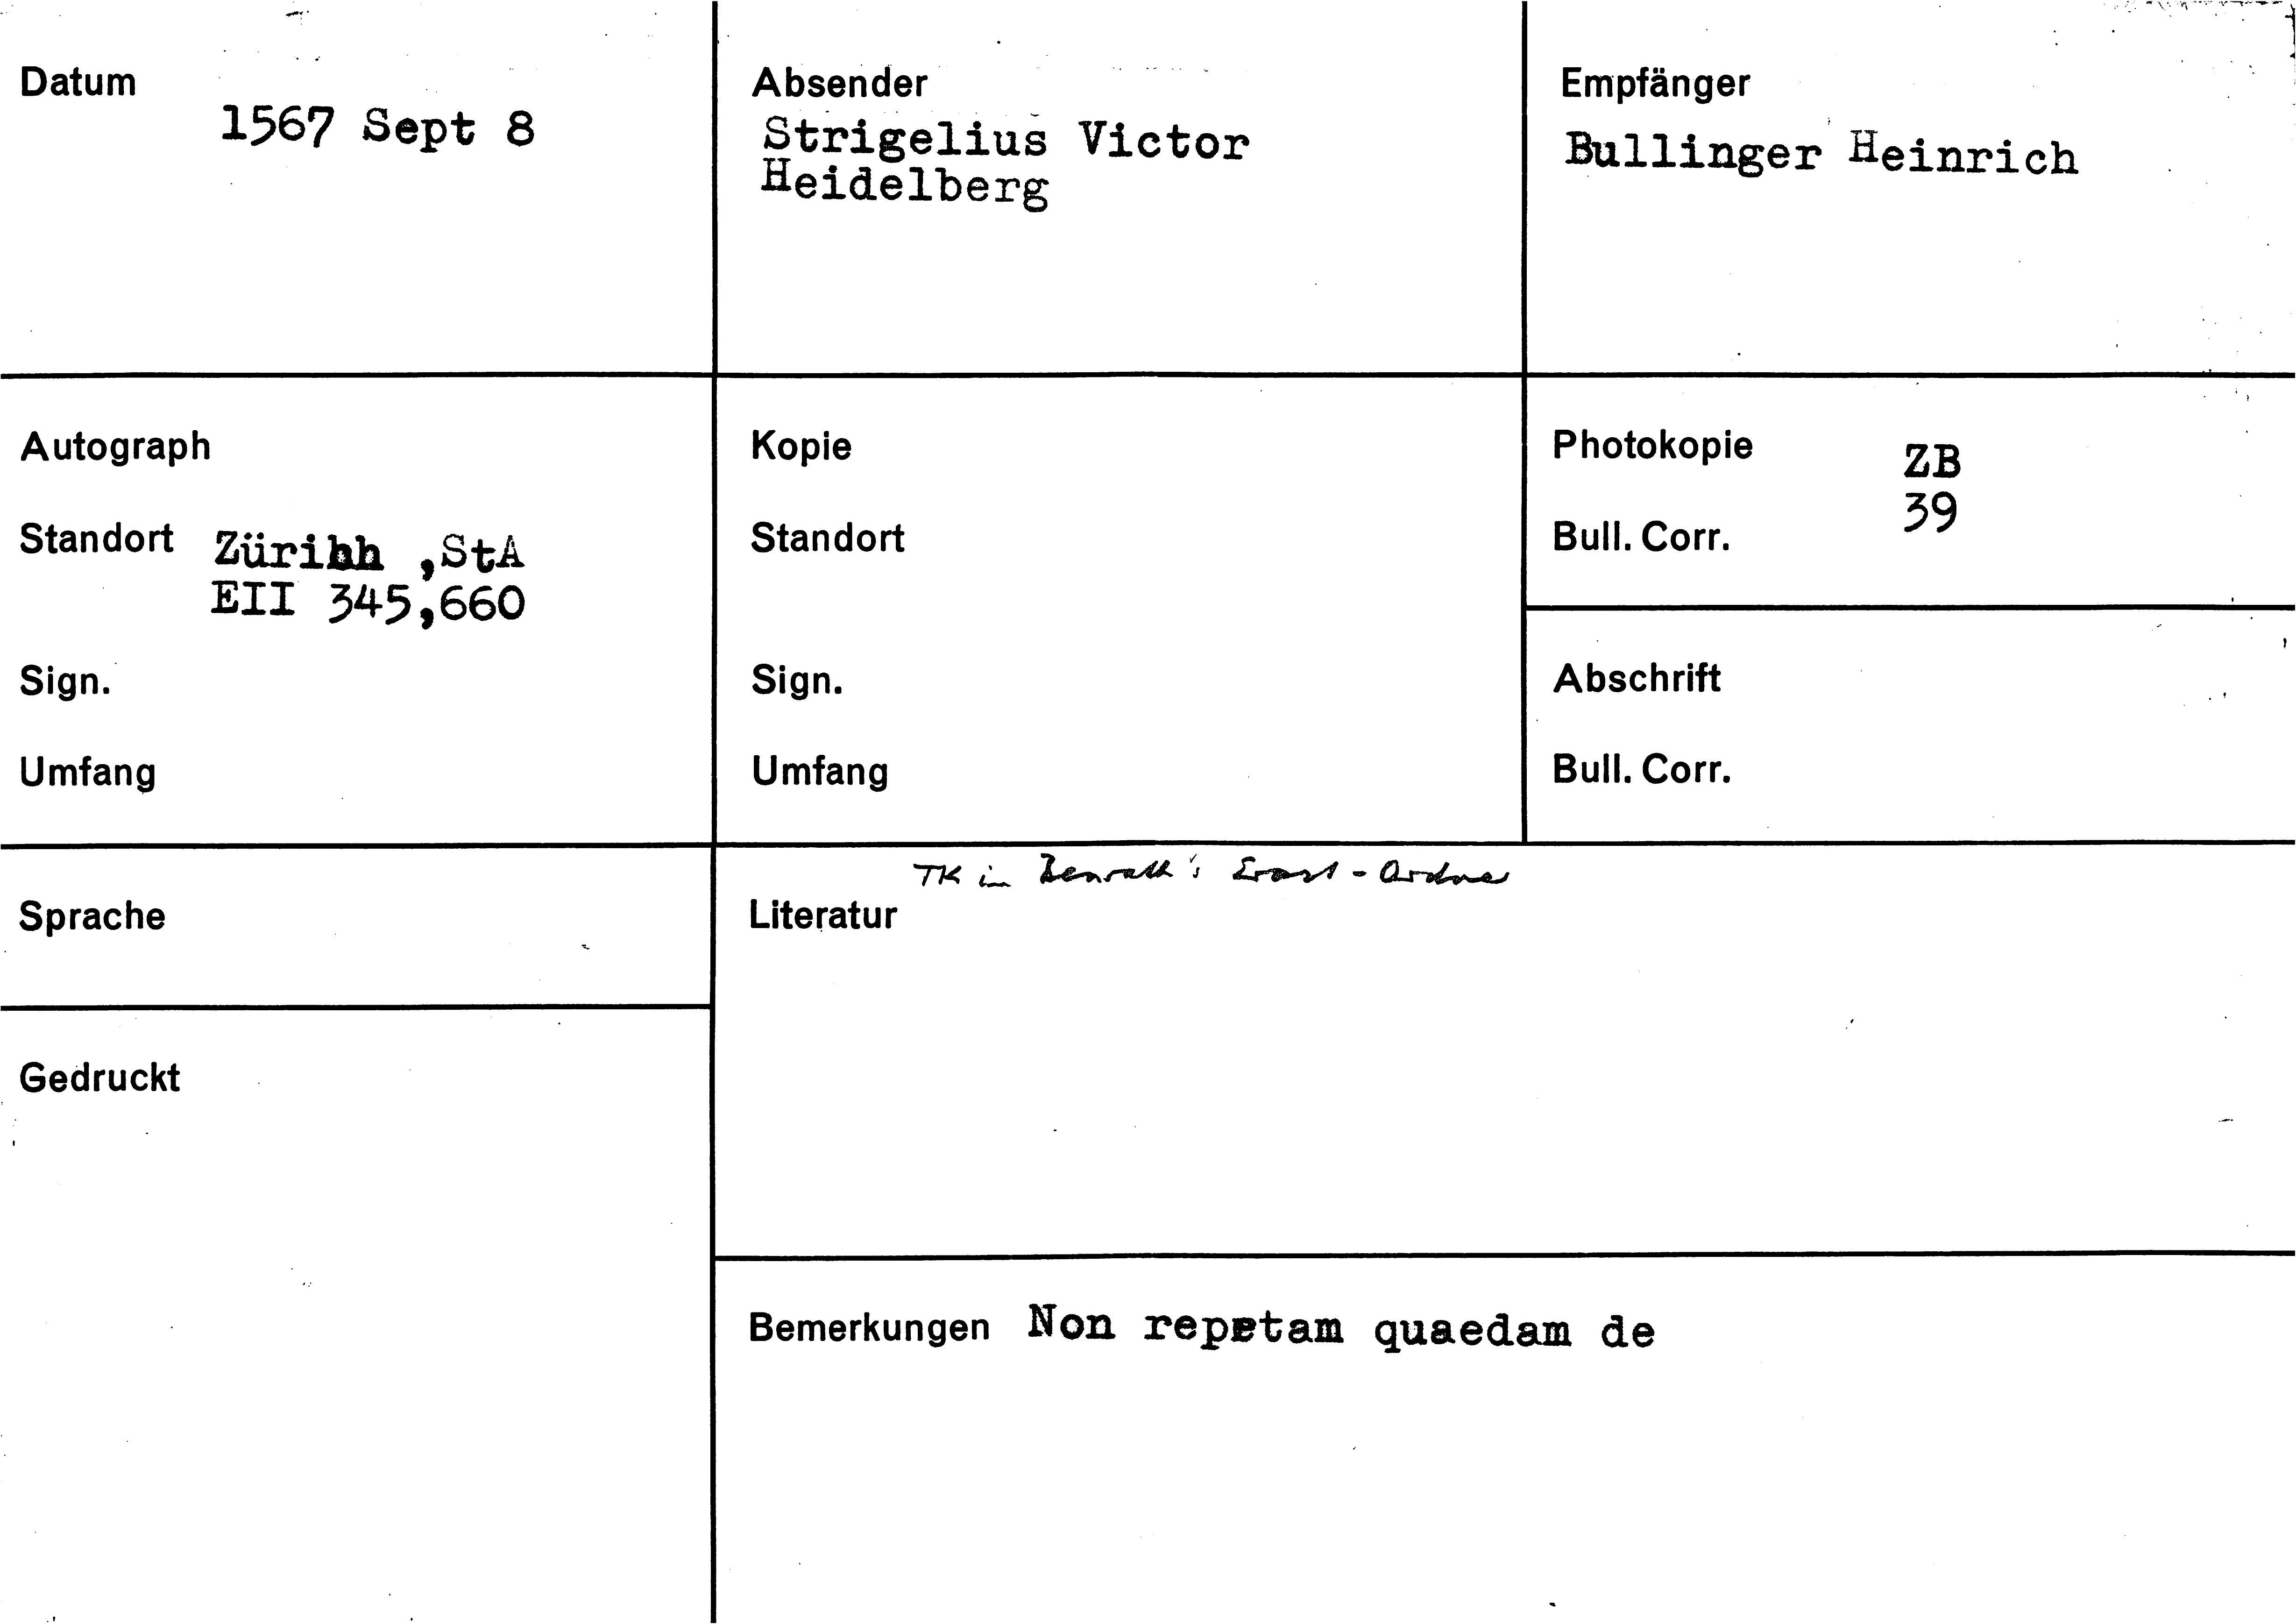 Datum
1567 Sept 8
Absender
Strigelius Victor
Heidelberg
Empfänger
Bullinger Heinrich
Autograph
Standort Zürihh ,StA
EII 345,660
Sign.
Umfang
Kopie
Standort
Sign.
Umfang
Photokopie ZB
Bull. Corr. 39
Abschrift
Bull. Corr.
Sprache
Gedruckt
TK in Benrath's Erast-Ordner
Literatur
Bemerkungen Non repetam quaedam de